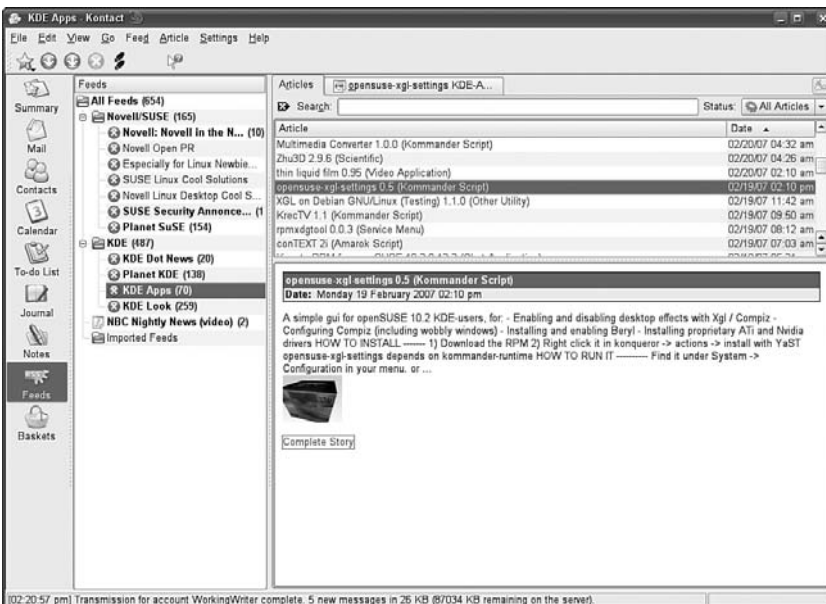 KDE Apps - Kontact
File Edit View Go Feed Article Settings Help
Summary
Mail
Contacts
Calendar
To-do List
Journal
Notes
Feeds
Baskets
Feeds
All Feeds (654)
Novell/SUSE (165)
Novell: Novell in the N... (10)
Novell Open PR
Especially for Linux Newbie...
SUSE Linux Cool Solutions
Novell Linux Desktop Cool S...
SUSE Security Annonce... (1
Planet SuSE (154)
KDE (487)
KDE Dot News (20)
Planet KDE (138)
KDE Apps (70)
KDE Look (259)
NBC Nightly News (video) (2)
Imported Feeds
Articles opensuse-xgl-settings KDE-A...
Search: Status: All Articles
Article Date
Multimedia Converter 1.0.0 (Kommander Script) 02/20/07 04:32 am
Zhu3D 2.9.6 (Scientific) 02/20/07 04:26 am
thin liquid film 0.95 (Video Application) 02/20/07 02:10 am
opensuse-xgl-settings 0.5 (Kommander Script) 02/19/07 02:10 pm
XGL on Debian GNU/Linux (Testing) 1.1.0 (Other Utility) 02/19/07 11:42 am
KrecTV 1.1 (Kommander Script) 02/19/07 09:50 am
rpmxdgtool 0.0.3 (Service Menu) 02/19/07 08:12 am
conTEXT 2i (Amarok Script) 02/19/07 07:03 am
opensuse-xgl-settings 0.5 (Kommander Script)
Date: Monday 19 February 2007 02:10 pm
A simple gui for openSUSE 10.2 KDE-users, for: - Enabling and disabling desktop effects with Xgl / Compiz -
Configuring Compiz (including wobbly windows) - Installing and enabling Beryl - Installing proprietary ATi and Nvidia
drivers HOW TO INSTALL ------- 1) Download the RPM 2) Right click it in konqueror -> actions -> install with YaST
opensuse-xgl-settings depends on kommander-runtime HOW TO RUN IT ---------- Find it under System ->
Configuration in your menu. or ...
Complete Story
[02:20:57 pm] Transmission for account WorkingWriter complete. 5 new messages in 26 KB (87034 KB remaining on the server).